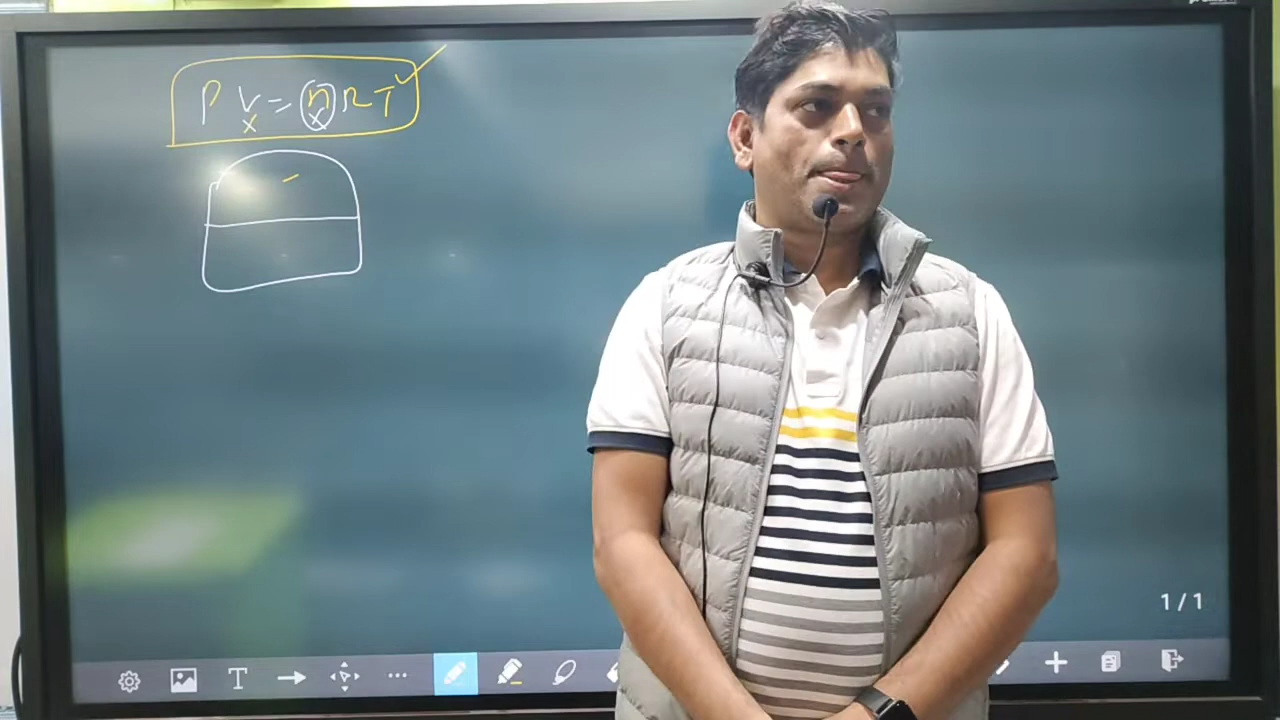 PV = nRT
x x
1/1
T